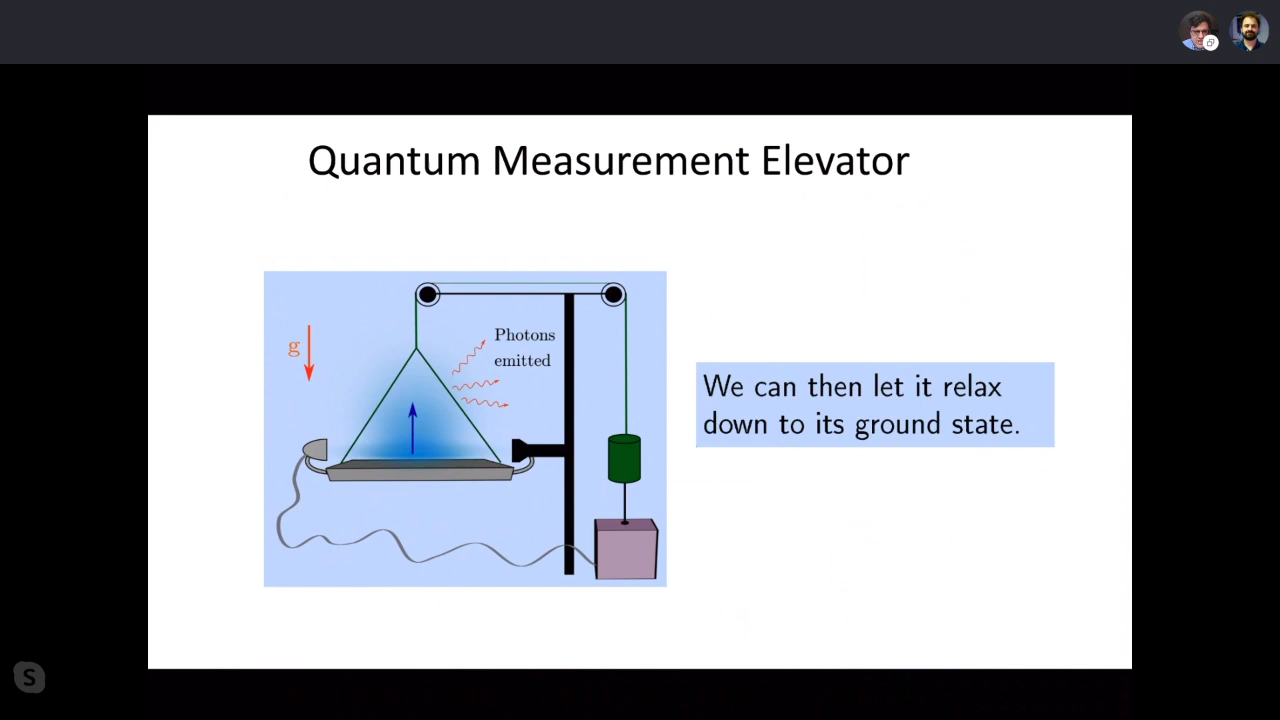 Quantum Measurement Elevator
g
Photons
emitted
We can then let it relax
down to its ground state.
S